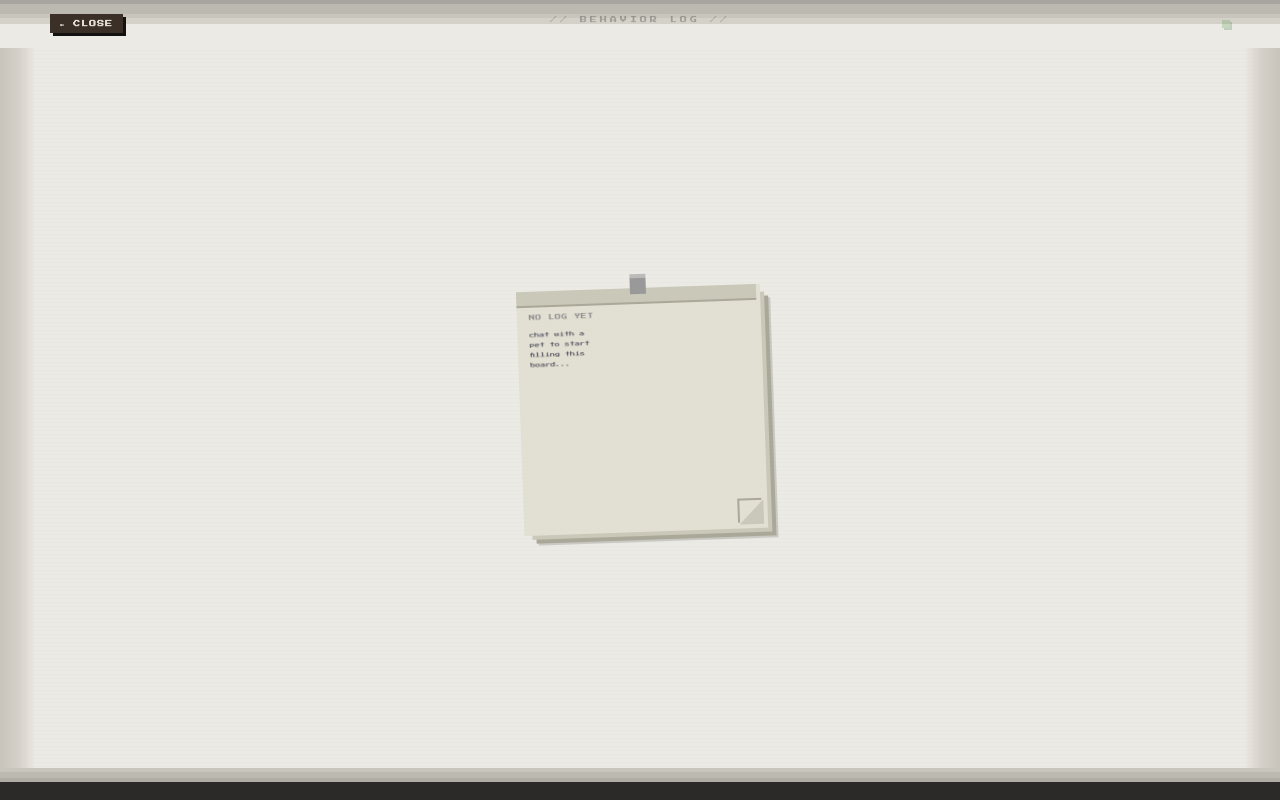 ← CLOSE
// BEHAVIOR LOG //
NO LOG YET
chat with a
pet to start
filling this
board...